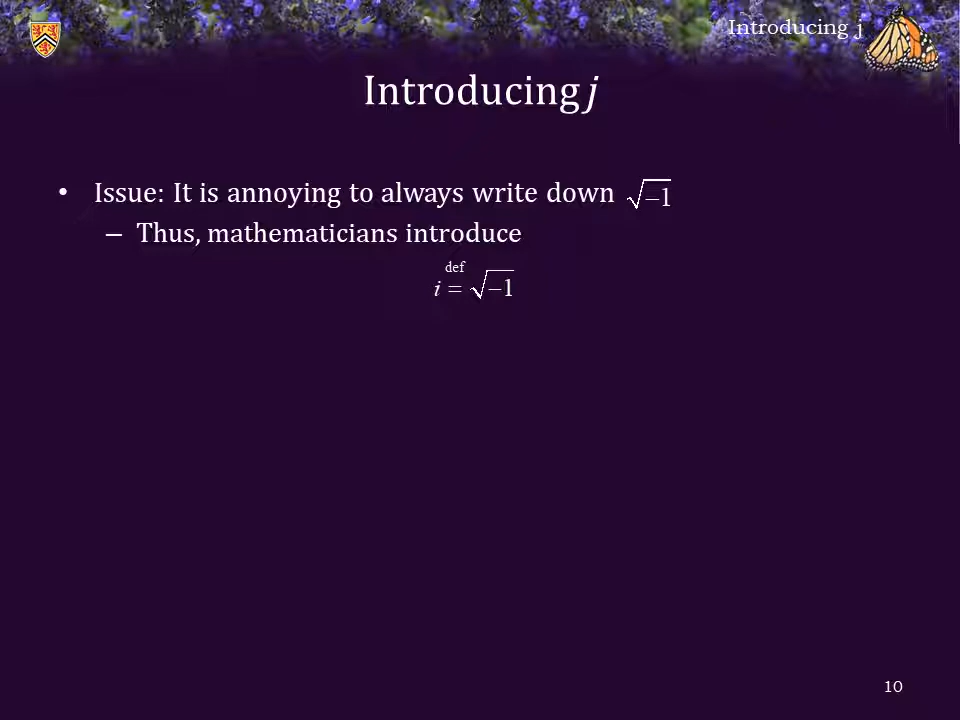 Introducing j
Introducing j
• Issue: It is annoying to always write down √−1
– Thus, mathematicians introduce
def
i = √−1
10